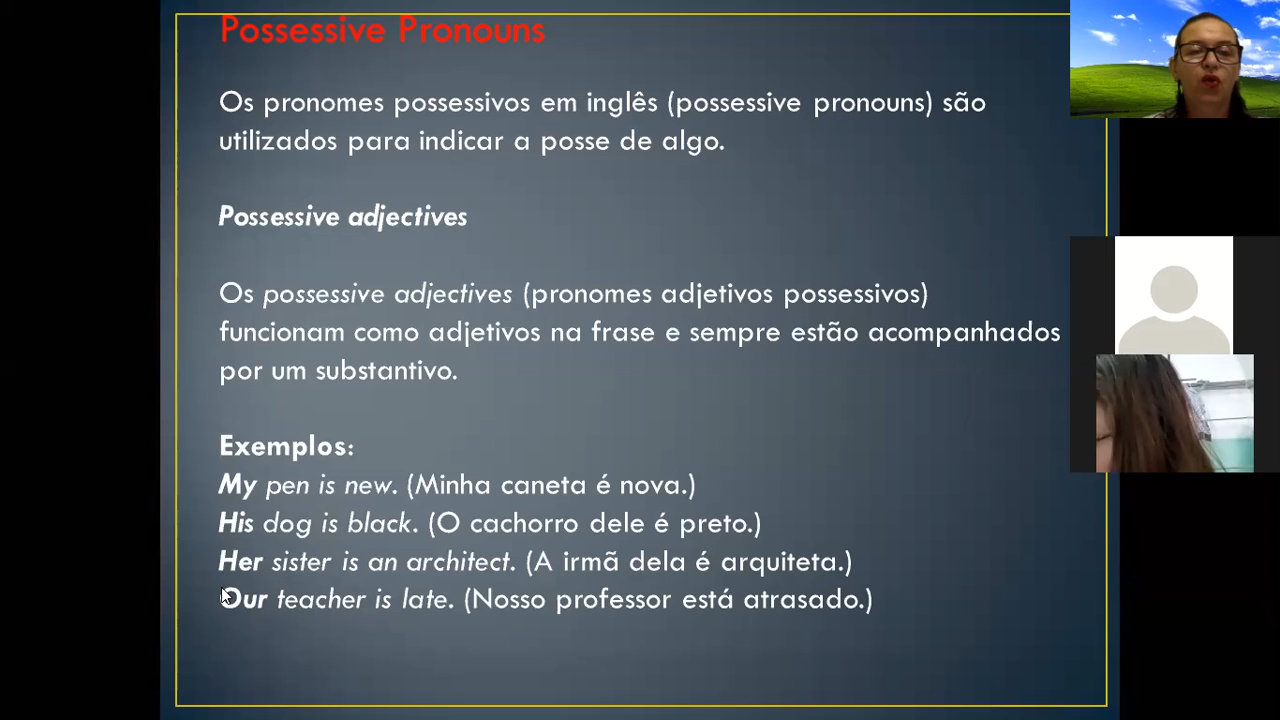 Possessive Pronouns
Os pronomes possessivos em inglês (possessive pronouns) são
utilizados para indicar a posse de algo.
Possessive adjectives
Os possessive adjectives (pronomes adjetivos possessivos)
funcionam como adjetivos na frase e sempre estão acompanhados
por um substantivo.
Exemplos:
My pen is new. (Minha caneta é nova.)
His dog is black. (O cachorro dele é preto.)
Her sister is an architect. (A irmã dela é arquiteta.)
Our teacher is late. (Nosso professor está atrasado.)